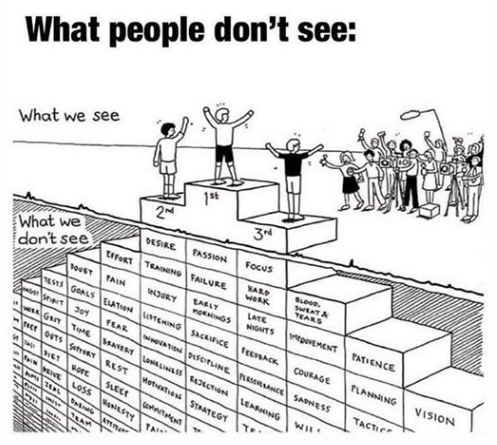 What people don't see:
What we see
1st
2nd
3rd
What we
don't see
DESIRE
PASSION
FOCUS
EFFORT
TRAINING
FAILURE
HARD
WORK
BLOOD,
SWEAT &
TEARS
DOUBT
PAIN
INJURY
EARLY
MORNINGS
LATE
NIGHTS
IMPROVEMENT
PATIENCE
TESTS
GOALS
ELATION
LISTENING
SACRIFICE
FEEDBACK
COURAGE
PLANNING
VISION
SPIRIT
JOY
FEAR
INNOVATION
DISCIPLINE
PERSEVERANCE
SADNESS
TACTICS
GRIT
TIME
BRAVERY
LONELINESS
REJECTION
LEARNING
GUTS
SUPPORT
REST
MOTIVATION
STRATEGY
DIET
HOPE
SLEEP
COMMITMENT
DRIVE
LOSS
HONESTY
DARING
TEAM